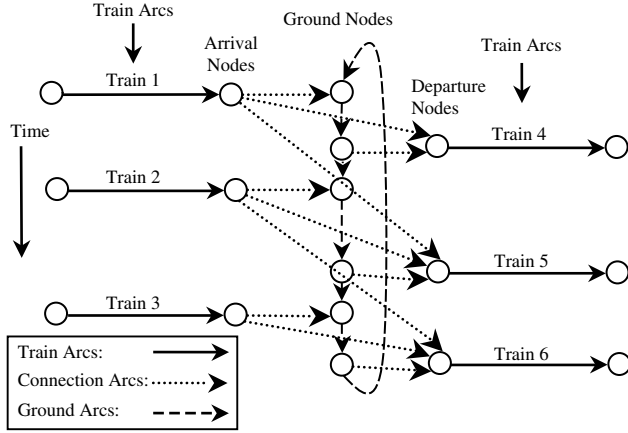 Train Arcs
Ground Nodes
Arrival
Nodes
Train Arcs
Train 1
Departure
Nodes
Train 4
Time
Train 2
Train 5
Train 3
Train 6
Train Arcs:
Connection Arcs:
Ground Arcs: